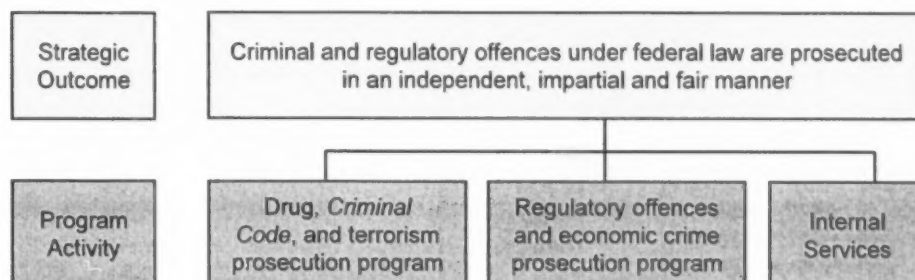 Strategic
Outcome
Criminal and regulatory offences under federal law are prosecuted
in an independent, impartial and fair manner
Program
Activity
Drug, Criminal
Code, and terrorism
prosecution program
Regulatory offences
and economic crime
prosecution program
Internal
Services